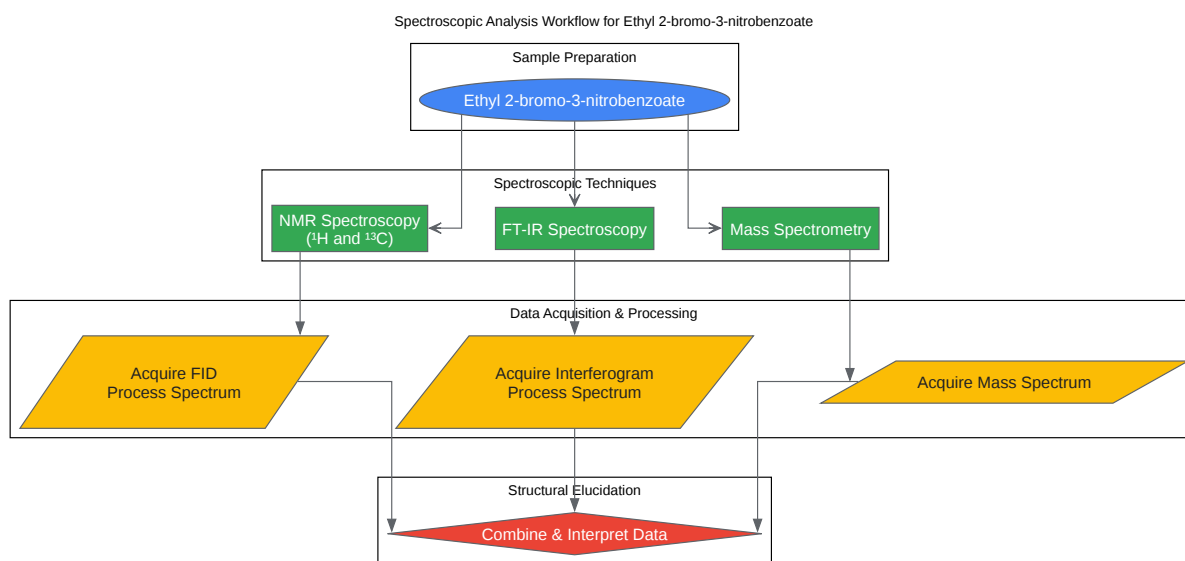 Spectroscopic Analysis Workflow for Ethyl 2-bromo-3-nitrobenzoate
Sample Preparation
Ethyl 2-bromo-3-nitrobenzoate
Spectroscopic Techniques
NMR Spectroscopy
(¹H and ¹³C)
FT-IR Spectroscopy
Mass Spectrometry
Data Acquisition & Processing
Acquire FID
Process Spectrum
Acquire Interferogram
Process Spectrum
Acquire Mass Spectrum
Structural Elucidation
Combine & Interpret Data